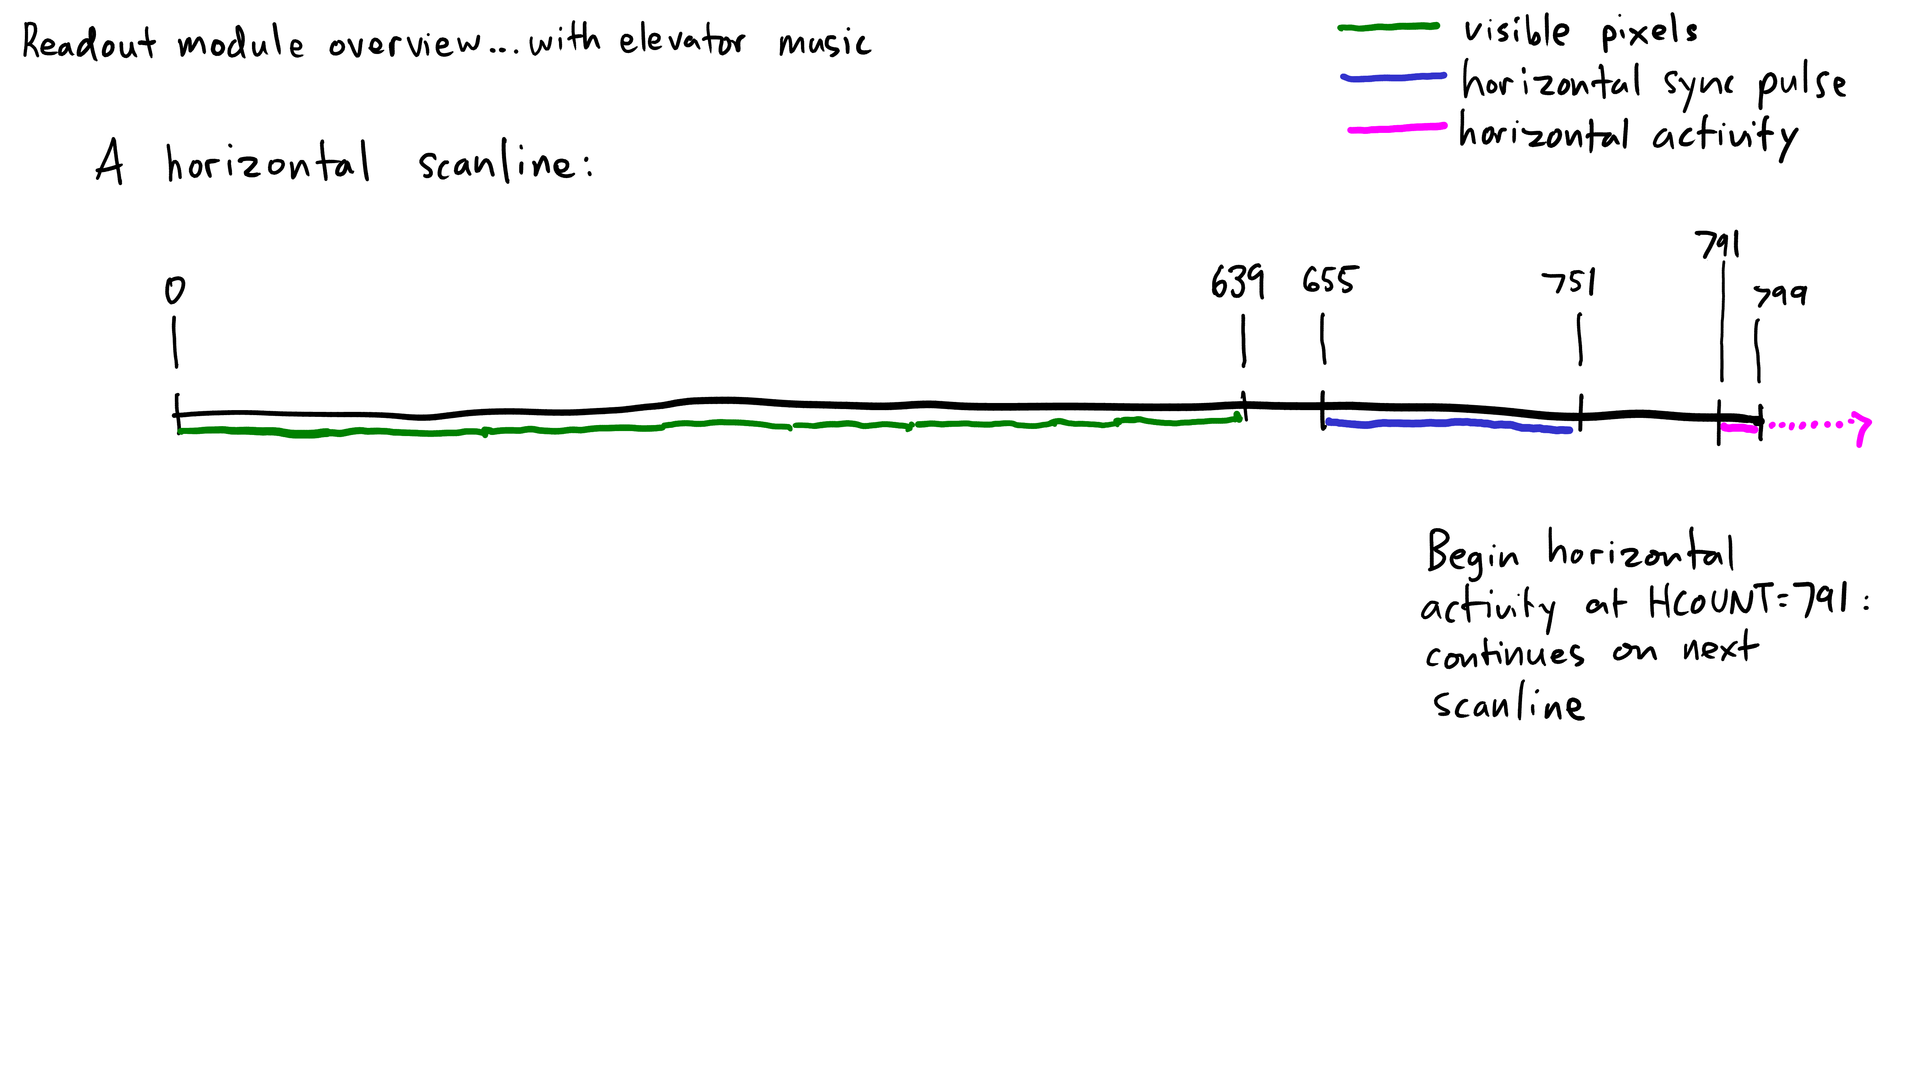 Readout module overview...with elevator music
visible pixels
horizontal sync pulse
horizontal activity
A horizontal scanline:
0
639
655
751
791
799
Begin horizontal
activity at HCOUNT=791:
continues on next
scanline